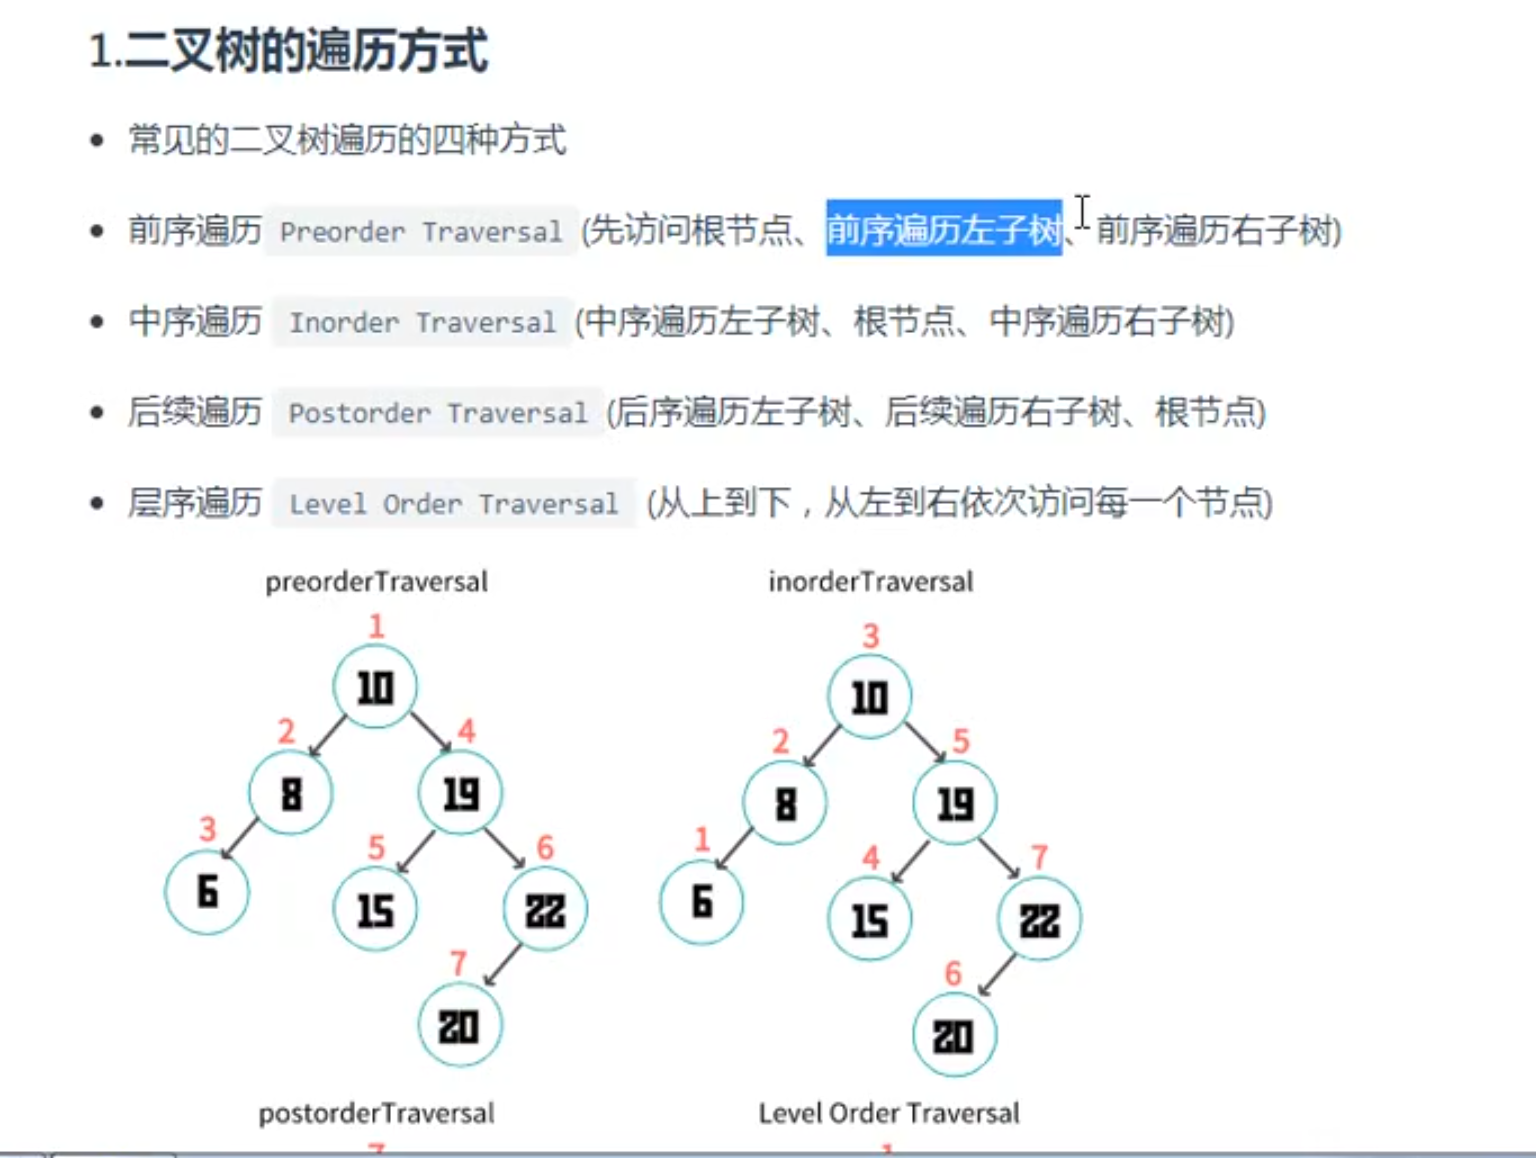 1.二叉树的遍历方式
常见的二叉树遍历的四种方式
前序遍历 Preorder Traversal (先访问根节点、前序遍历左子树、前序遍历右子树)
中序遍历 Inorder Traversal (中序遍历左子树、根节点、中序遍历右子树)
后续遍历 Postorder Traversal (后序遍历左子树、后续遍历右子树、根节点)
层序遍历 Level Order Traversal (从上到下，从左到右依次访问每一个节点)
preorderTraversal
1
10
2
8
4
19
3
6
5
15
6
22
7
20
inorderTraversal
3
10
2
8
5
19
1
6
4
15
7
22
6
20
postorderTraversal
Level Order Traversal